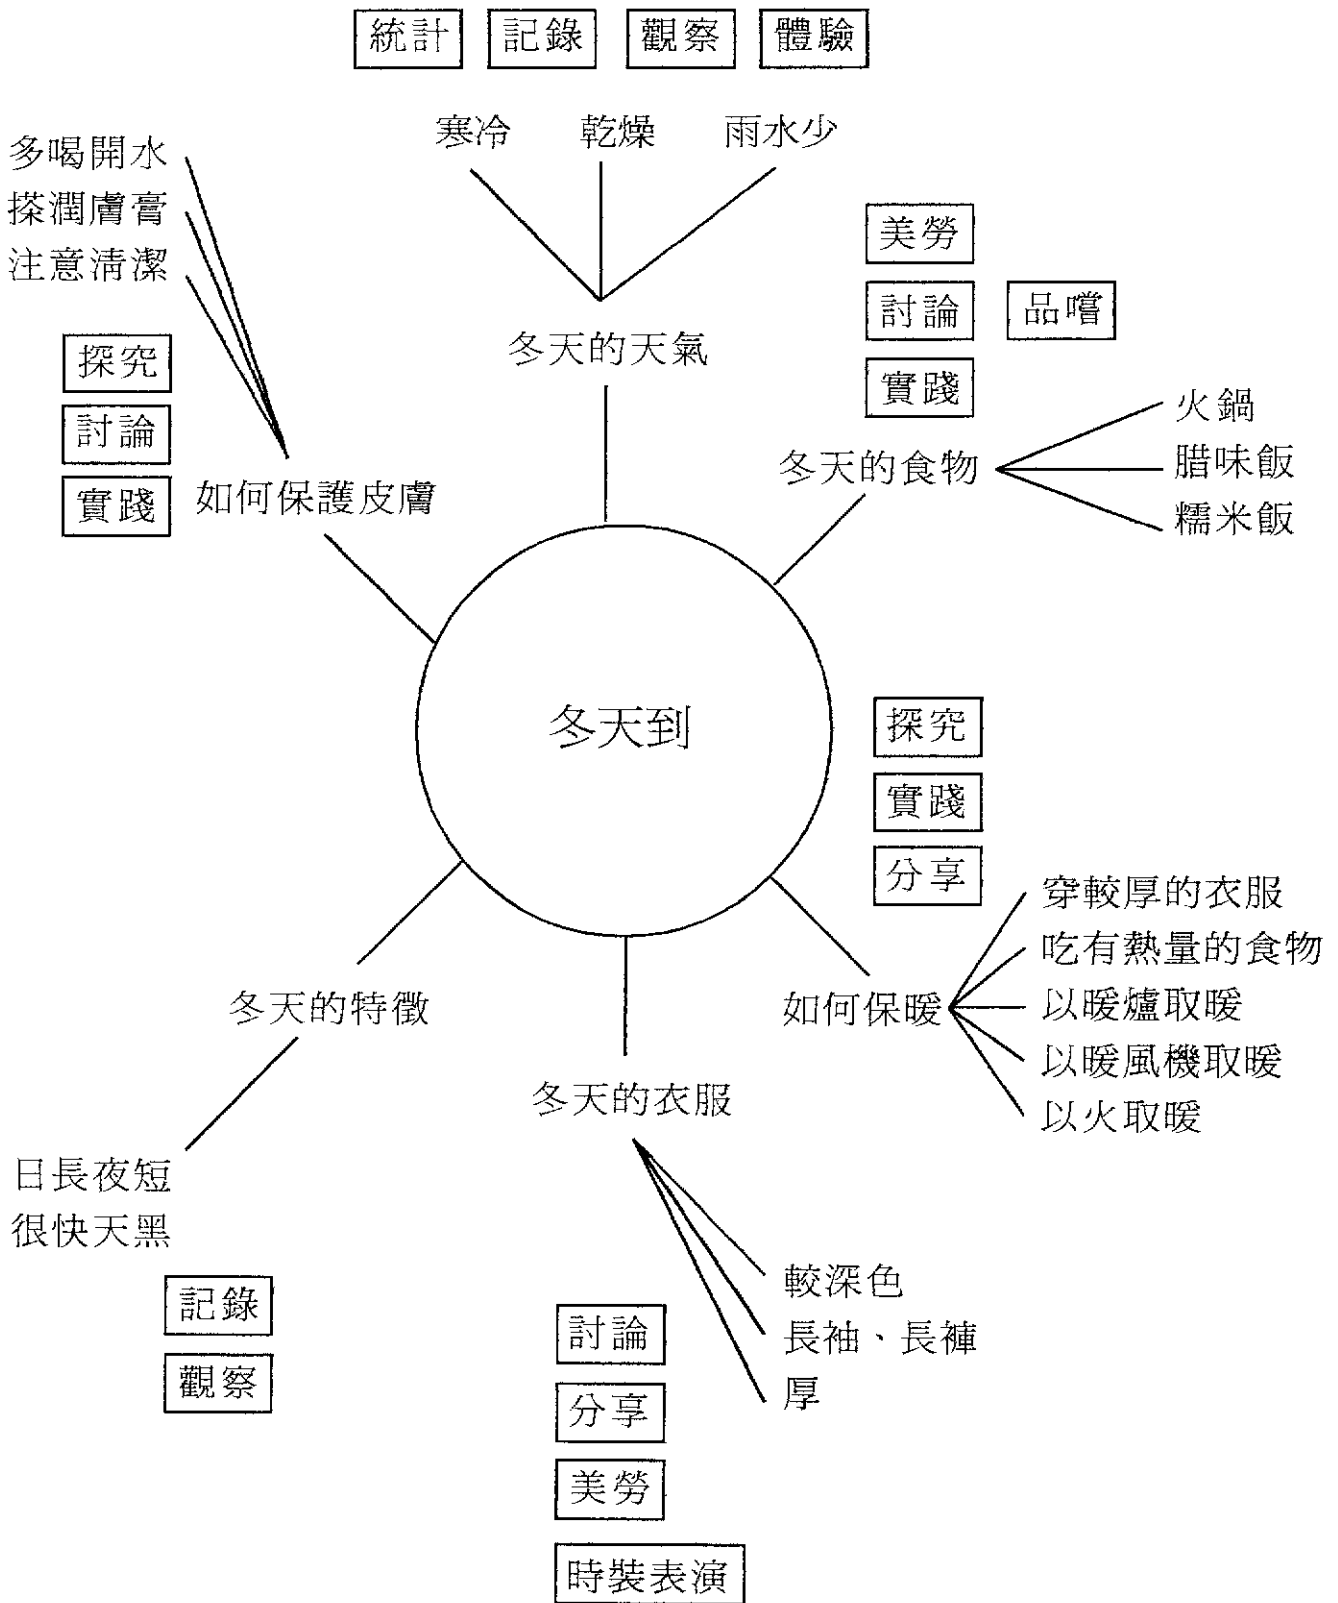 統計 記錄 觀察 體驗
寒冷 乾燥 雨水少
多喝開水
搽潤膚膏
注意清潔
美勞
討論 品嚐
實踐
冬天的天氣
探究
討論
實踐
如何保護皮膚
冬天的食物
火鍋
腊味飯
糯米飯
冬天到
探究
實踐
分享
如何保暖
穿較厚的衣服
吃有熱量的食物
以暖爐取暖
以暖風機取暖
以火取暖
冬天的特徵
日長夜短
很快天黑
記錄
觀察
冬天的衣服
較深色
長袖、長褲
厚
討論
分享
美勞
時裝表演